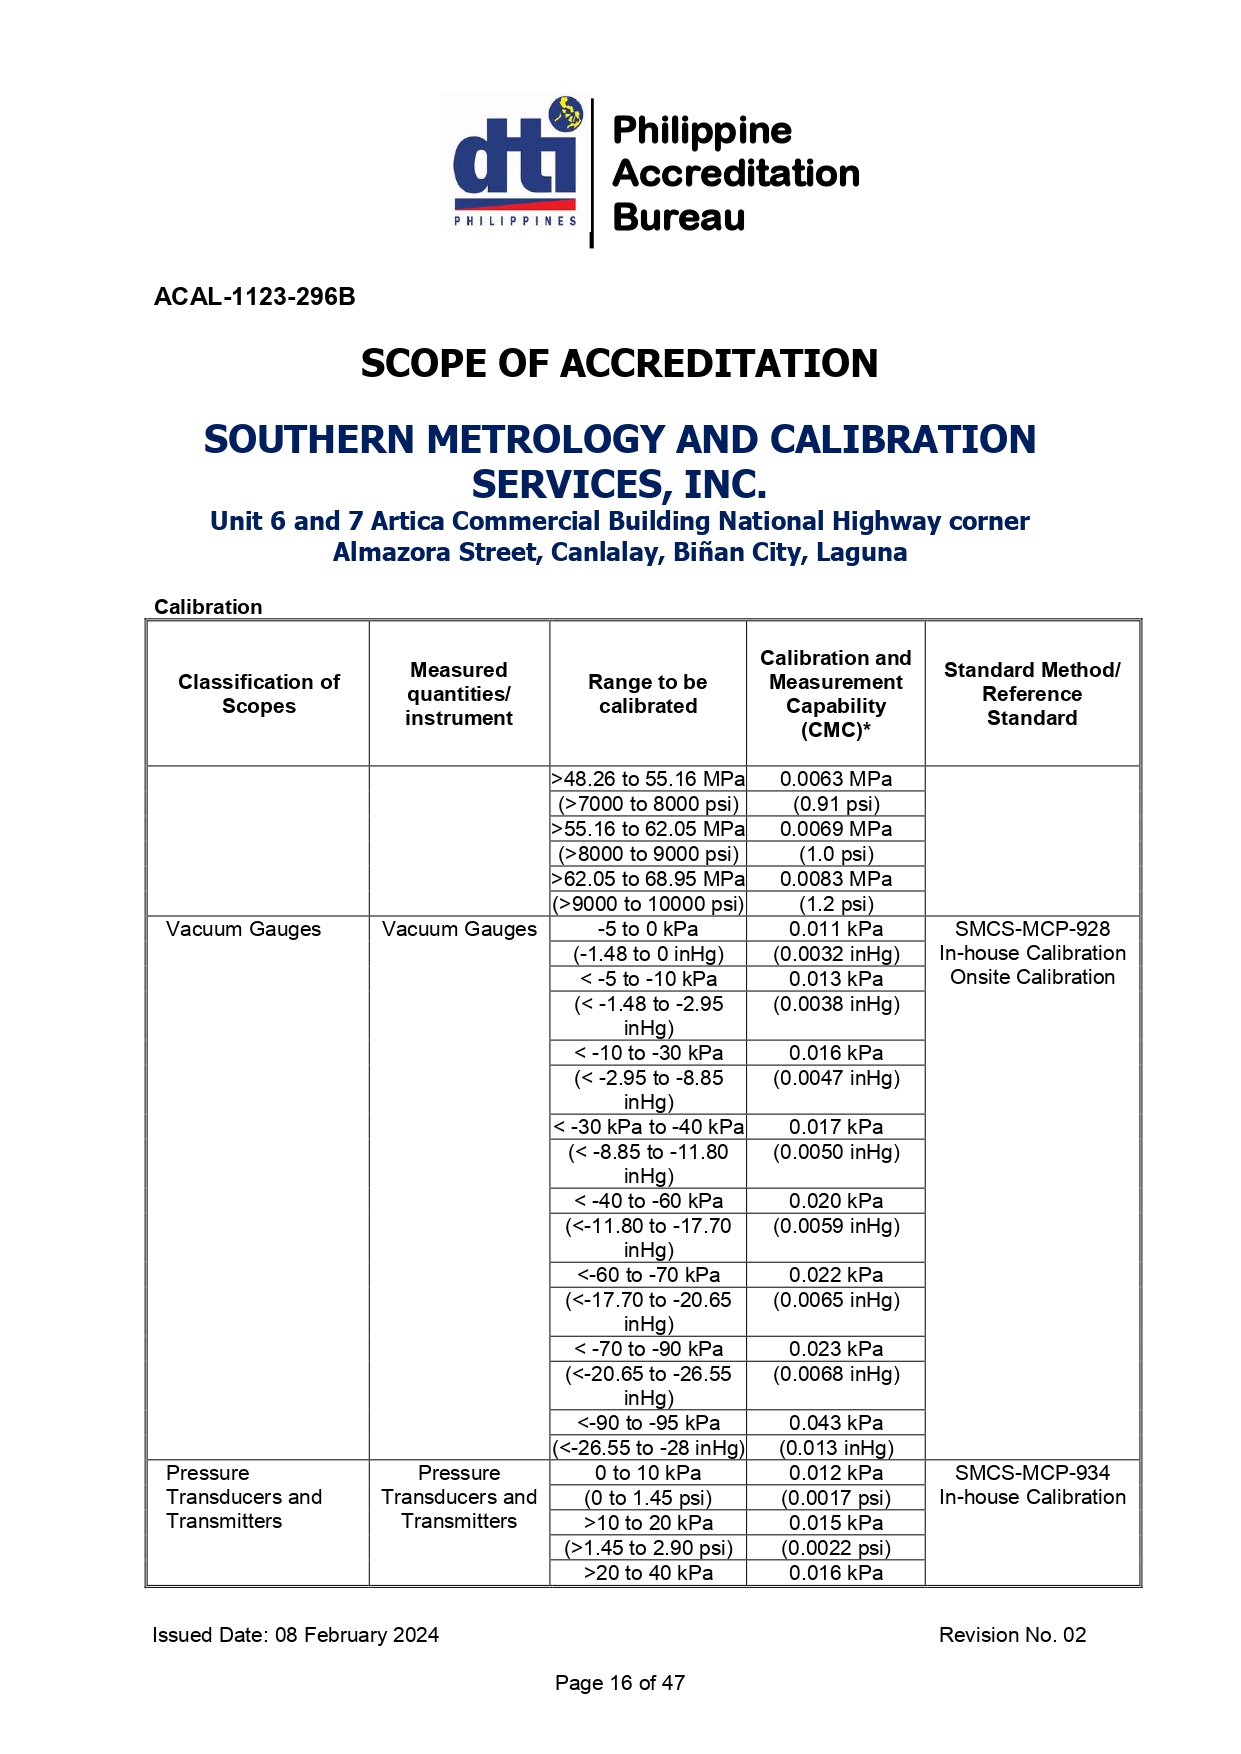 dti
PHILIPPINES
Philippine
Accreditation
Bureau
ACAL-1123-296B
SCOPE OF ACCREDITATION
SOUTHERN METROLOGY AND CALIBRATION
SERVICES, INC.
Unit 6 and 7 Artica Commercial Building National Highway corner
Almazora Street, Canlalay, Biñan City, Laguna
Calibration
Classification of
Scopes
Measured
quantities/
instrument
Range to be
calibrated
Calibration and
Measurement
Capability
(CMC)*
Standard Method/
Reference
Standard
>48.26 to 55.16 MPa 0.0063 MPa
(>7000 to 8000 psi) (0.91 psi)
>55.16 to 62.05 MPa 0.0069 MPa
(>8000 to 9000 psi) (1.0 psi)
>62.05 to 68.95 MPa 0.0083 MPa
(>9000 to 10000 psi) (1.2 psi)
Vacuum Gauges Vacuum Gauges -5 to 0 kPa 0.011 kPa SMCS-MCP-928
(-1.48 to 0 inHg) (0.0032 inHg) In-house Calibration
< -5 to -10 kPa 0.013 kPa Onsite Calibration
(< -1.48 to -2.95 (0.0038 inHg)
inHg)
< -10 to -30 kPa 0.016 kPa
(< -2.95 to -8.85 (0.0047 inHg)
inHg)
< -30 kPa to -40 kPa 0.017 kPa
(< -8.85 to -11.80 (0.0050 inHg)
inHg)
< -40 to -60 kPa 0.020 kPa
(<-11.80 to -17.70 (0.0059 inHg)
inHg)
<-60 to -70 kPa 0.022 kPa
(<-17.70 to -20.65 (0.0065 inHg)
inHg)
< -70 to -90 kPa 0.023 kPa
(<-20.65 to -26.55 (0.0068 inHg)
inHg)
<-90 to -95 kPa 0.043 kPa
(<-26.55 to -28 inHg) (0.013 inHg)
Pressure Pressure 0 to 10 kPa 0.012 kPa SMCS-MCP-934
Transducers and Transducers and (0 to 1.45 psi) (0.0017 psi) In-house Calibration
Transmitters Transmitters >10 to 20 kPa 0.015 kPa
(>1.45 to 2.90 psi) (0.0022 psi)
>20 to 40 kPa 0.016 kPa
Issued Date: 08 February 2024 Revision No. 02
Page 16 of 47